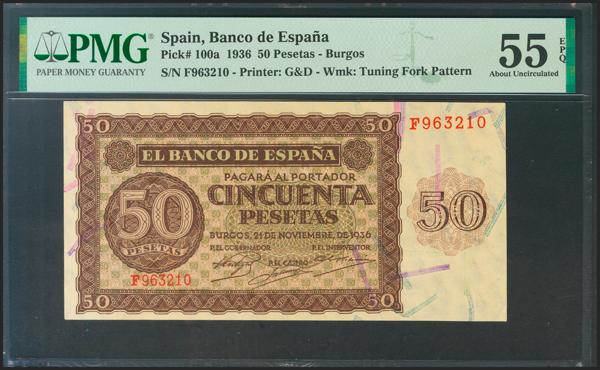 PMG
PAPER MONEY GUARANTY
Spain, Banco de España
Pick# 100a 1936 50 Pesetas - Burgos
S/N F963210 - Printer: G&D - Wmk: Tuning Fork Pattern
55 EPQ
About Uncirculated
50 50
F963210
EL BANCO DE ESPAÑA
PAGARÁ AL PORTADOR
CINCUENTA
PESETAS
50
PESETAS
50
BURGOS, 21 DE NOVIEMBRE, DE 1936
P.EL GOBERNADOR P.EL INTERVENTOR
P.EL CAJERO
F963210
50 50